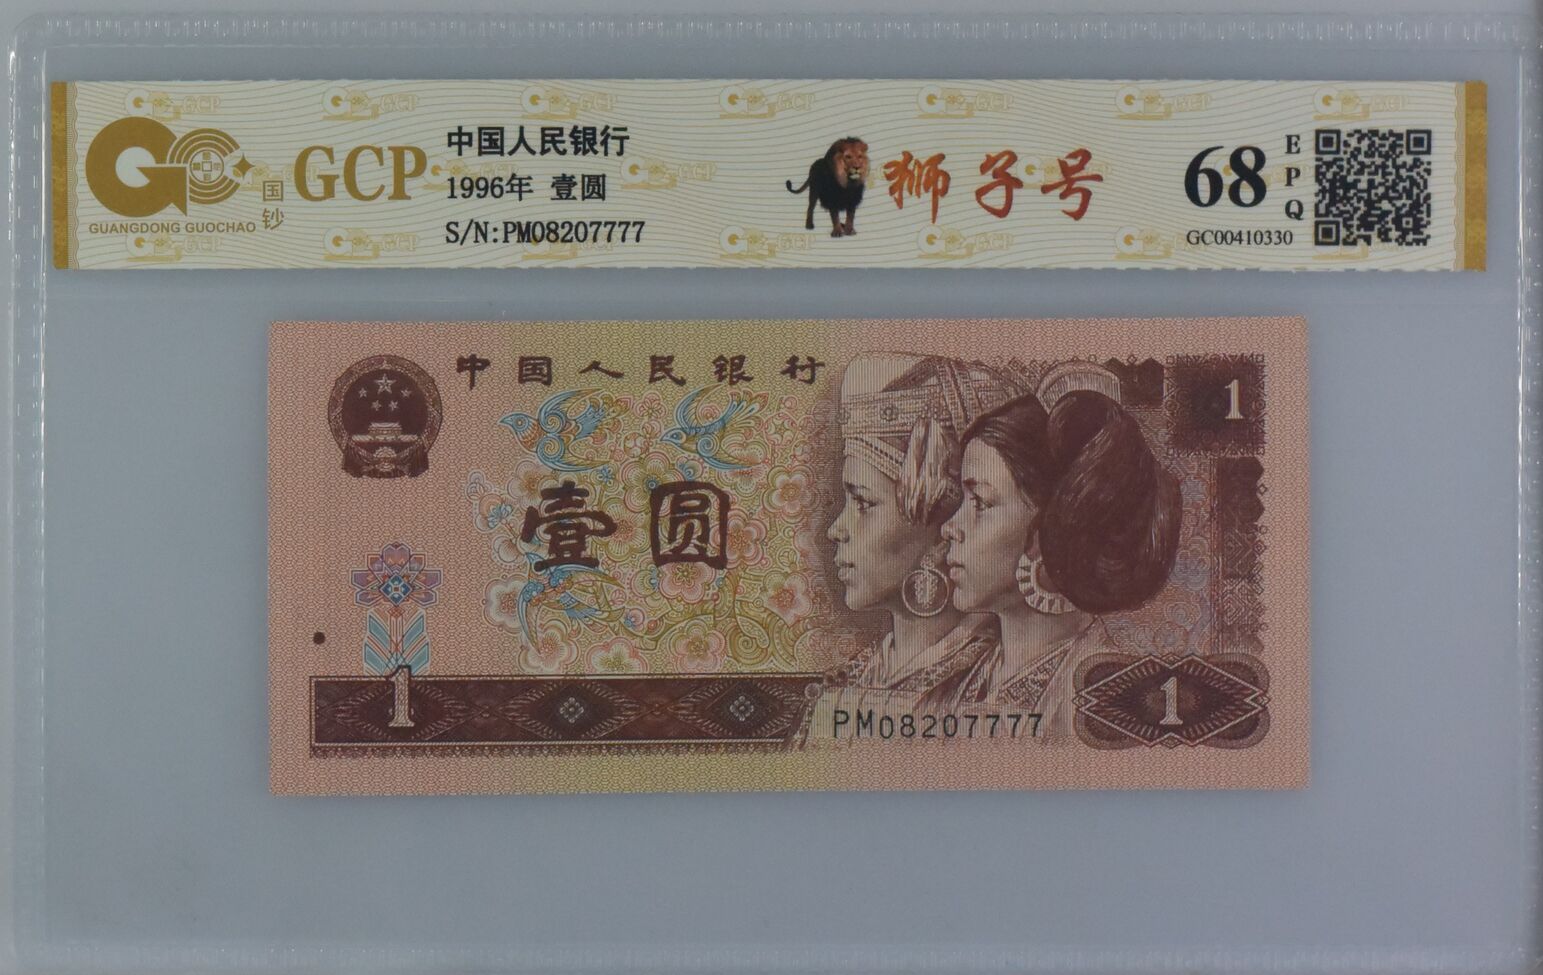 国钞
GUANGDONG GUOCHAO
GCP
中国人民银行
1996年 壹圆
S/N:PM08207777
狮子号
68
EPQ
GC00410330
中国人民银行
1
壹圆
1
PM08207777
1